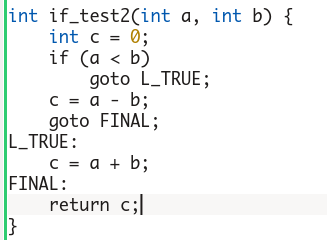 int if_test2(int a, int b) {
    int c = 0;
    if (a < b)
        goto L_TRUE;
    c = a - b;
    goto FINAL;
L_TRUE:
    c = a + b;
FINAL:
    return c;
}